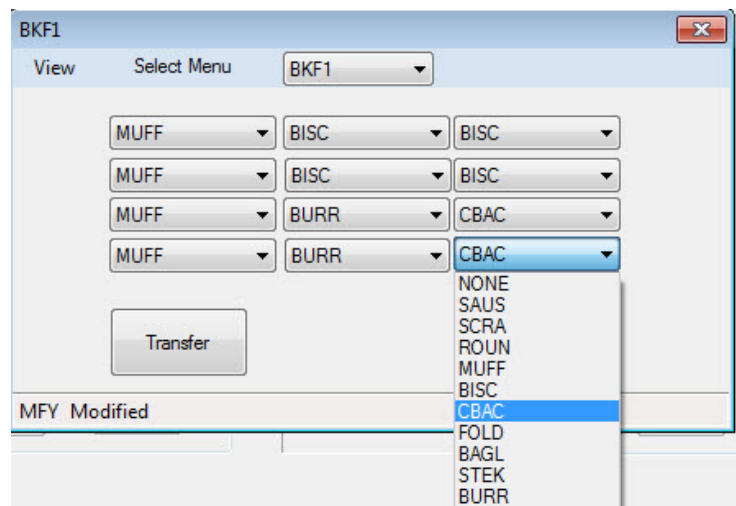 BKF1
View Select Menu BKF1
MUFF BISC BISC
MUFF BISC BISC
MUFF BURR CBAC
MUFF BURR CBAC
NONE
SAUS
SCRA
ROUN
MUFF
BISC
CBAC
FOLD
BAGL
STEK
BURR
Transfer
MFY Modified